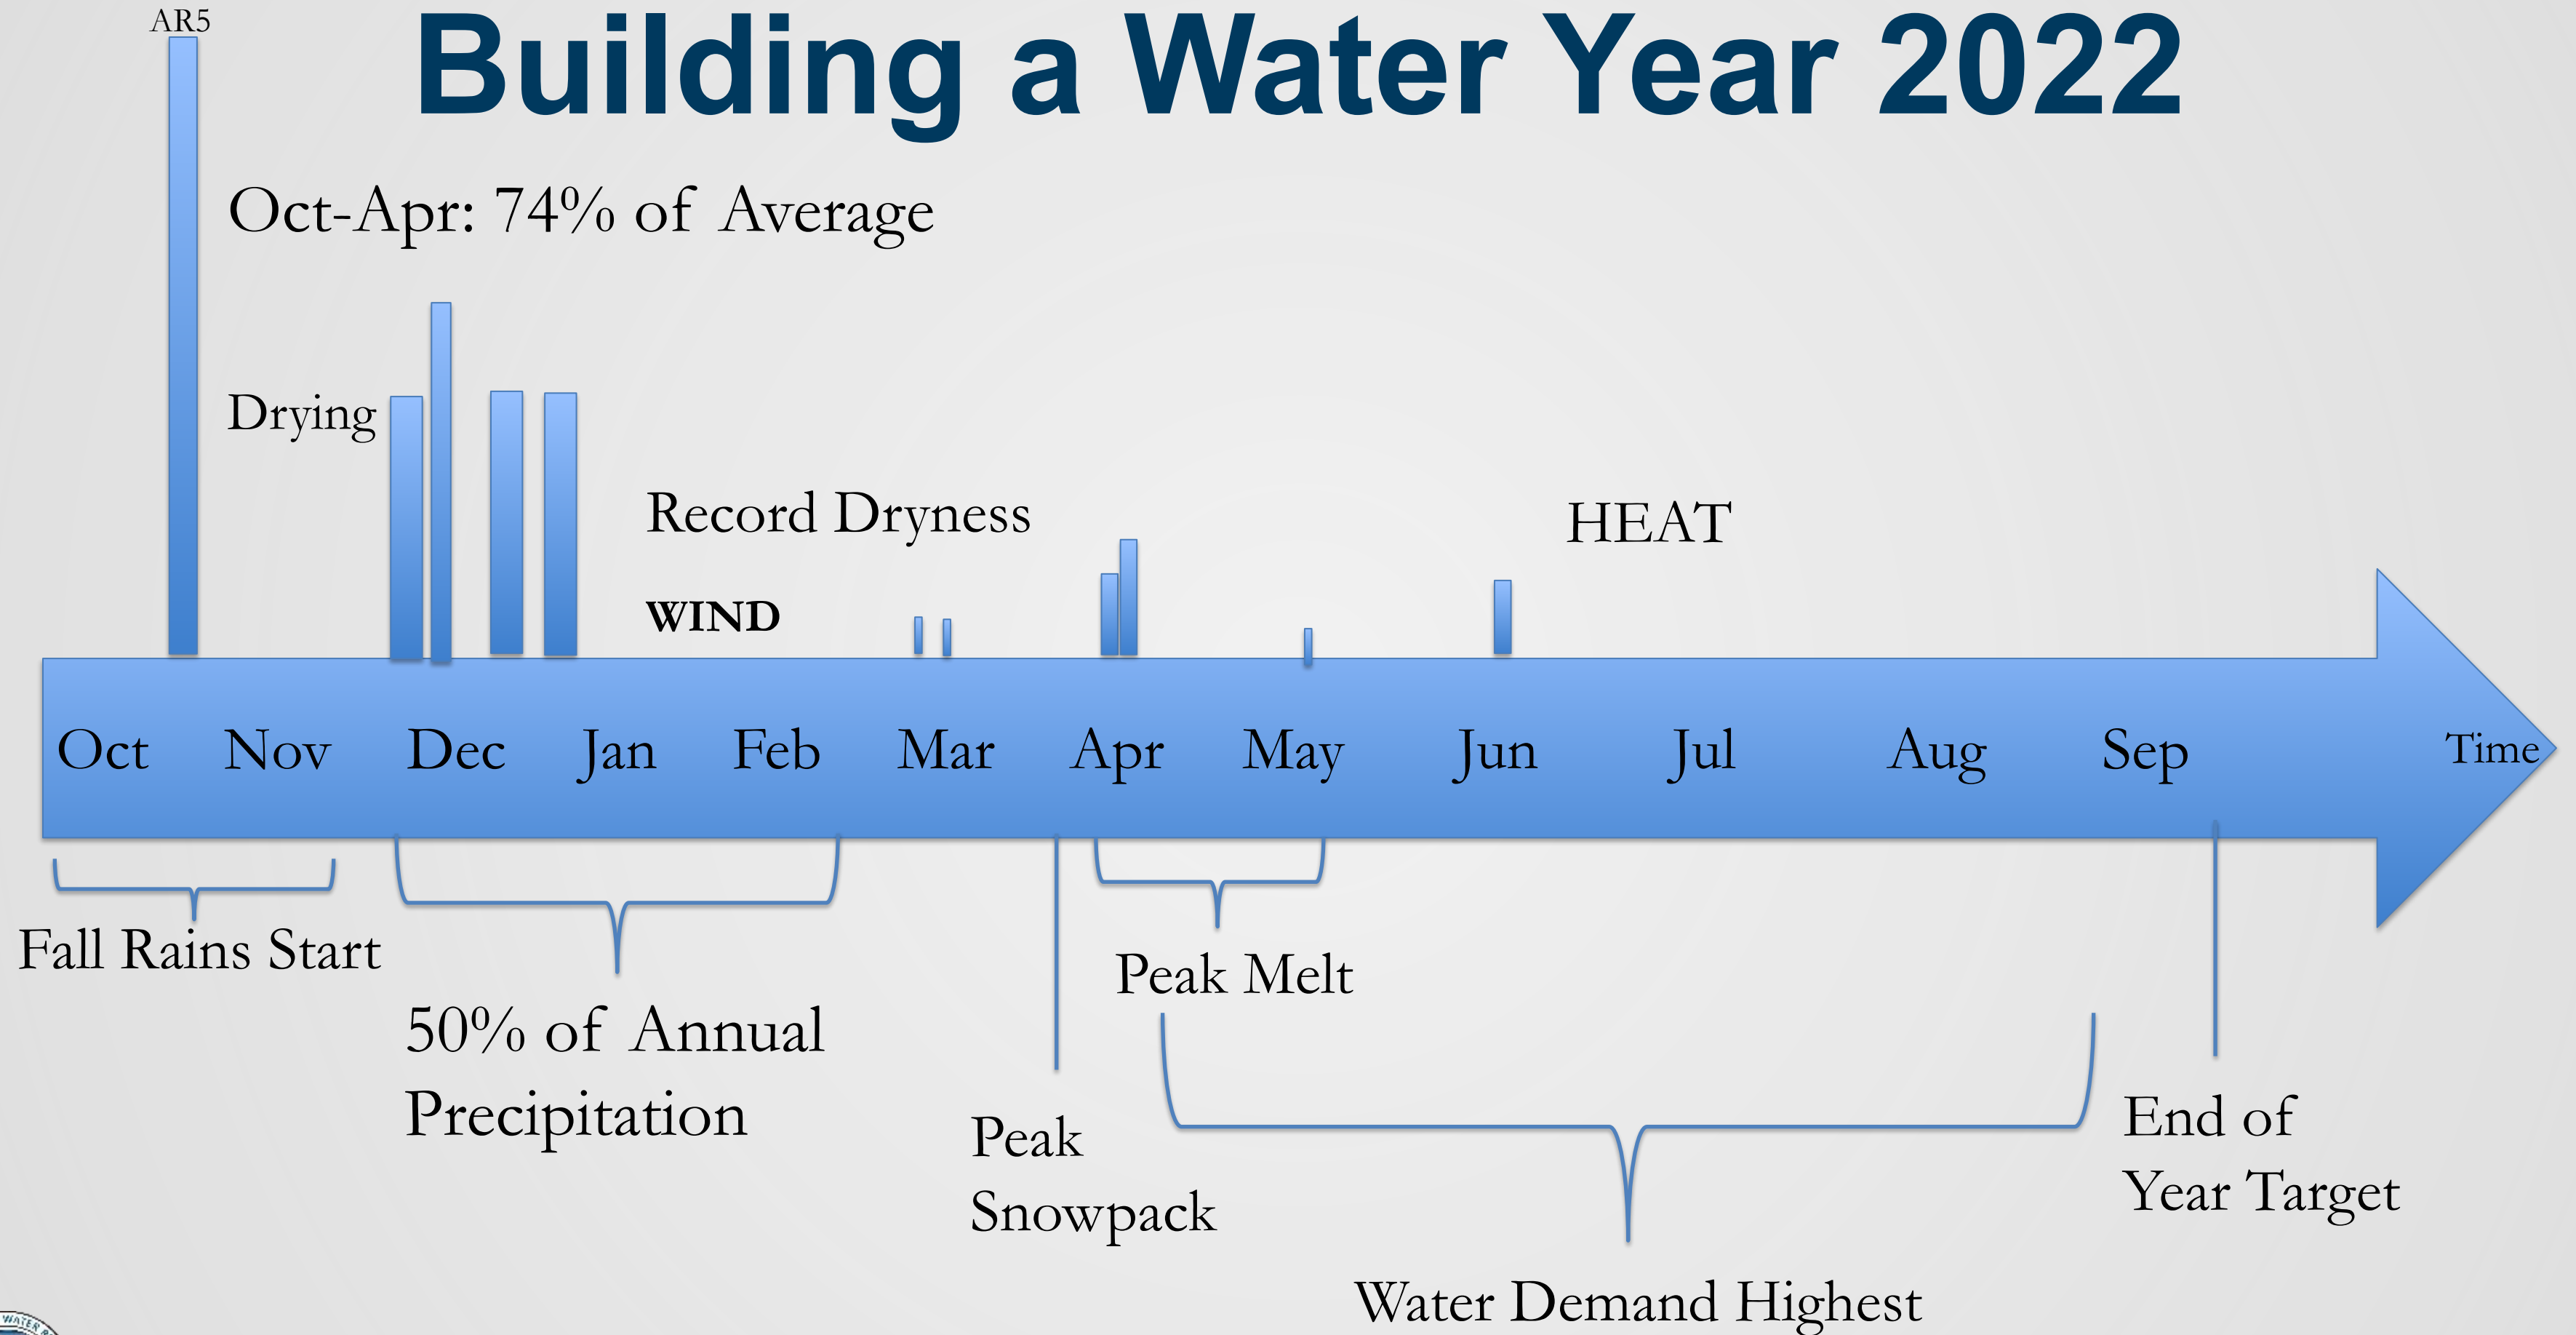 AR5
Building a Water Year 2022
Oct-Apr: 74% of Average
Drying
Record Dryness
HEAT
WIND
Oct Nov Dec Jan Feb Mar Apr May Jun Jul Aug Sep Time
Fall Rains Start
Peak Melt
50% of Annual
Precipitation
Peak
Snowpack
End of
Year Target
Water Demand Highest
WATER